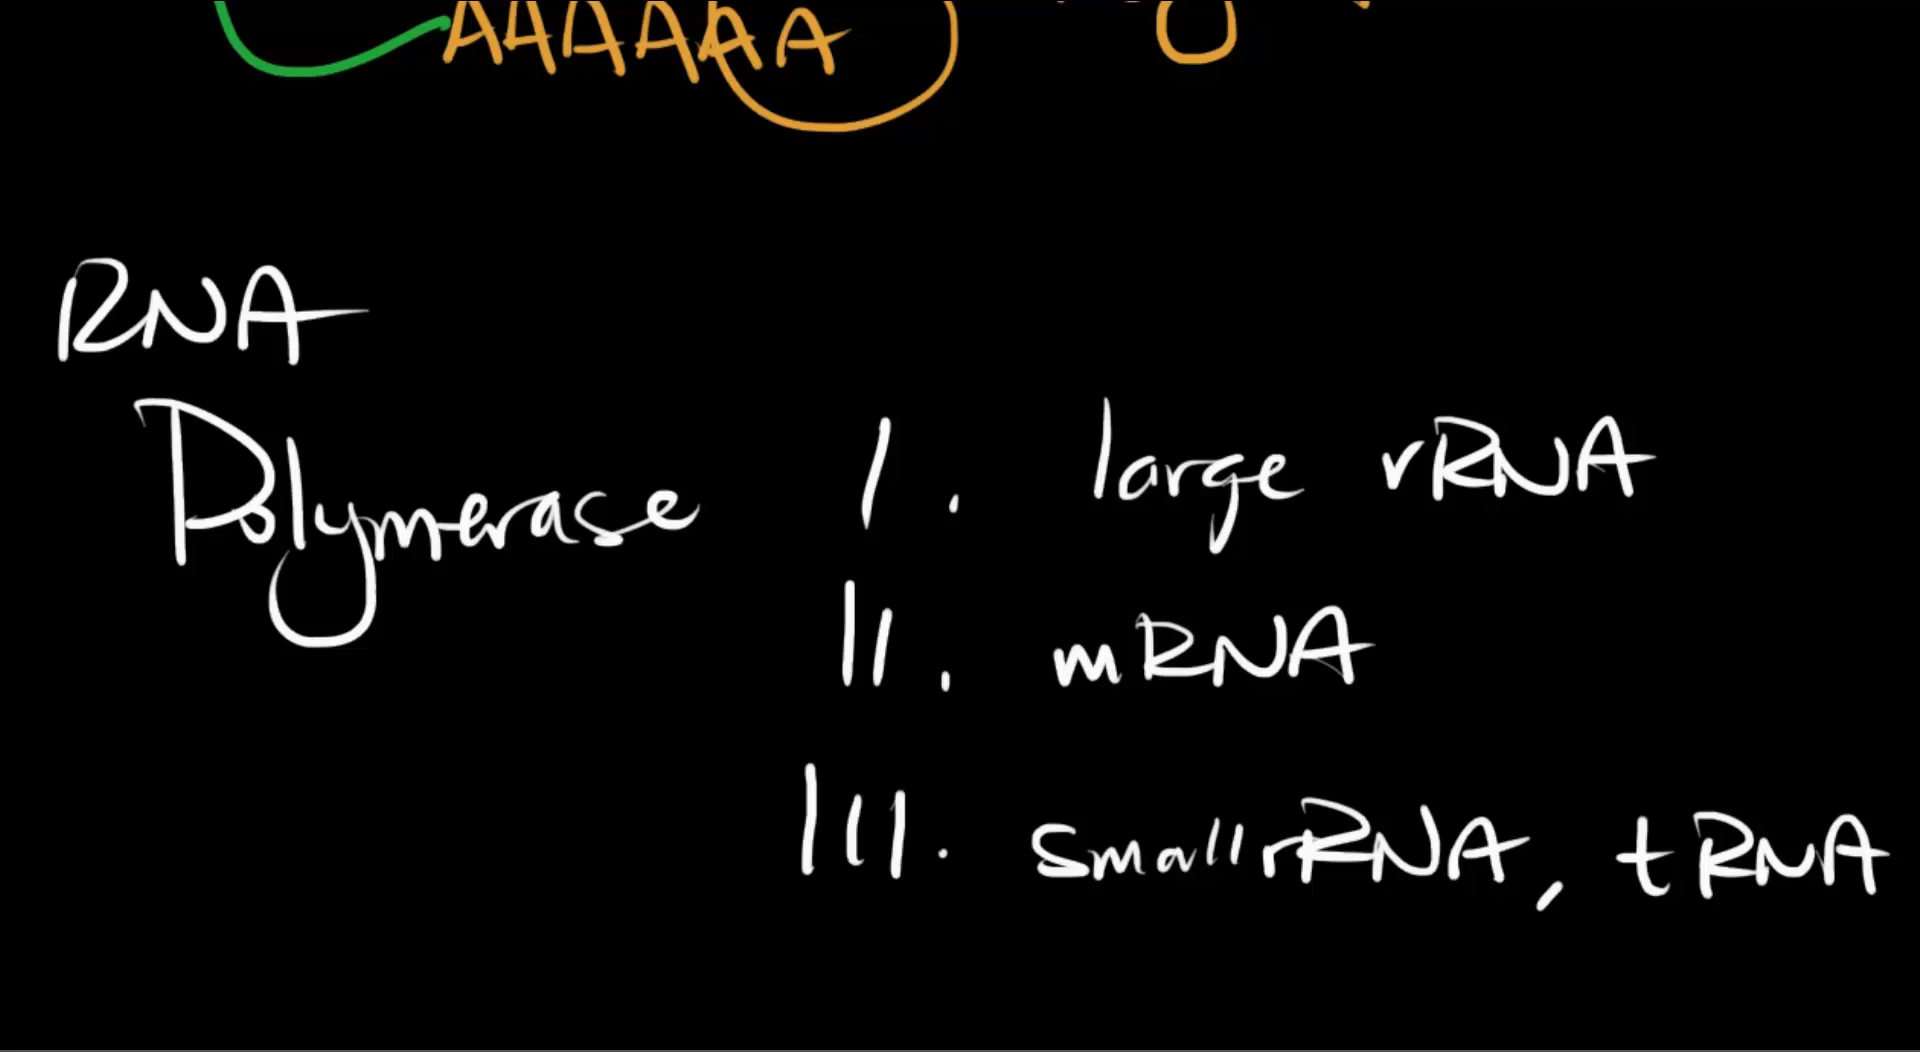 AAAAAA
RNA
Polymerase I. large rRNA
II. mRNA
III. small rRNA, tRNA